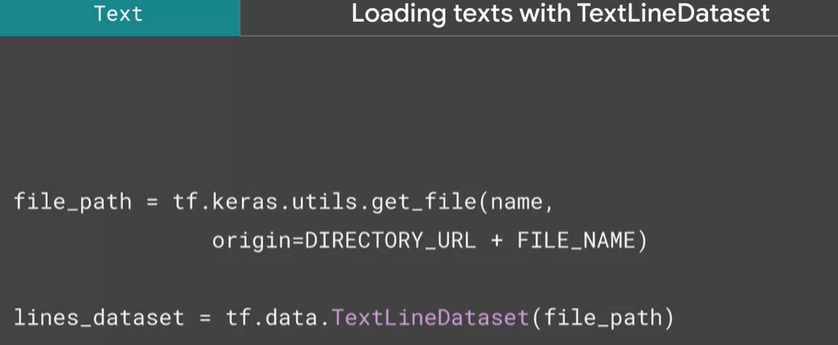 Text
Loading texts with TextLineDataset
file_path = tf.keras.utils.get_file(name,
origin=DIRECTORY_URL + FILE_NAME)
lines_dataset = tf.data.TextLineDataset(file_path)